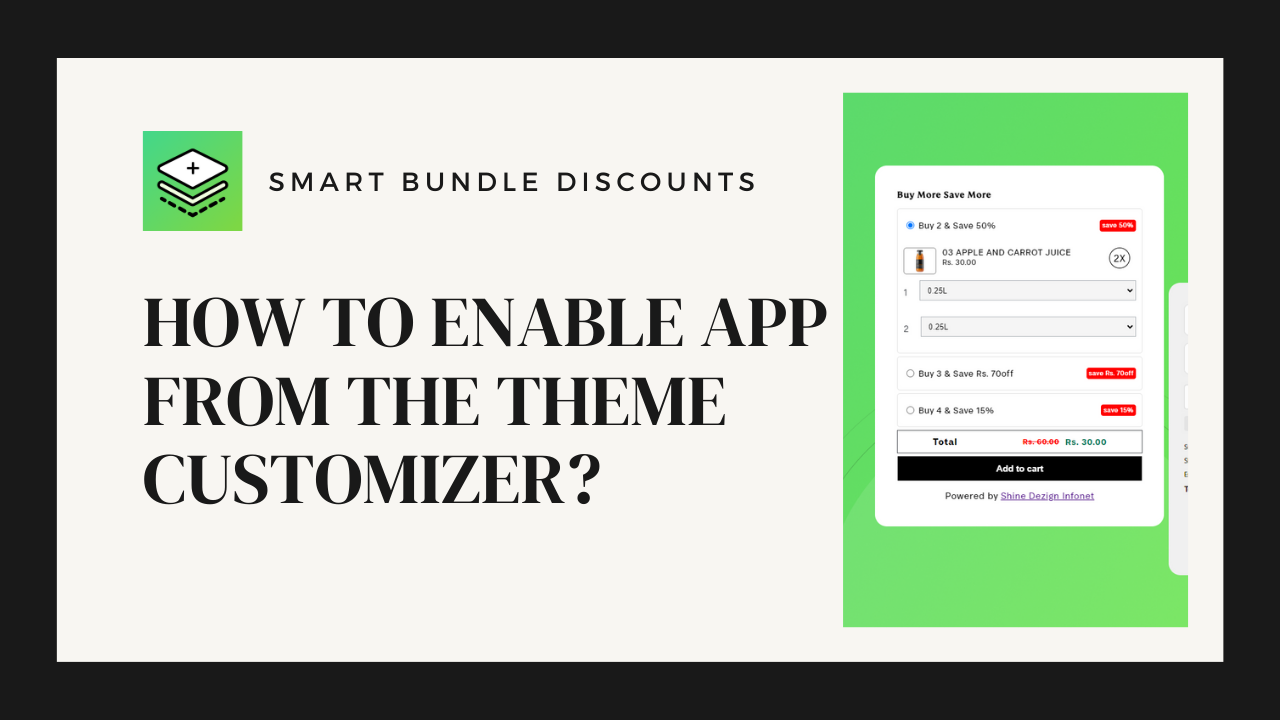 SMART BUNDLE DISCOUNTS
HOW TO ENABLE APP
FROM THE THEME
CUSTOMIZER?
Buy More Save More
Buy 2 & Save 50%
save 50%
03 APPLE AND CARROT JUICE
Rs. 30.00
2X
1
0.25L
2
0.25L
Buy 3 & Save Rs. 70off
save Rs. 70off
Buy 4 & Save 15%
save 15%
Total Rs. 60.00 Rs. 30.00
Add to cart
Powered by Shine Dezign Infonet